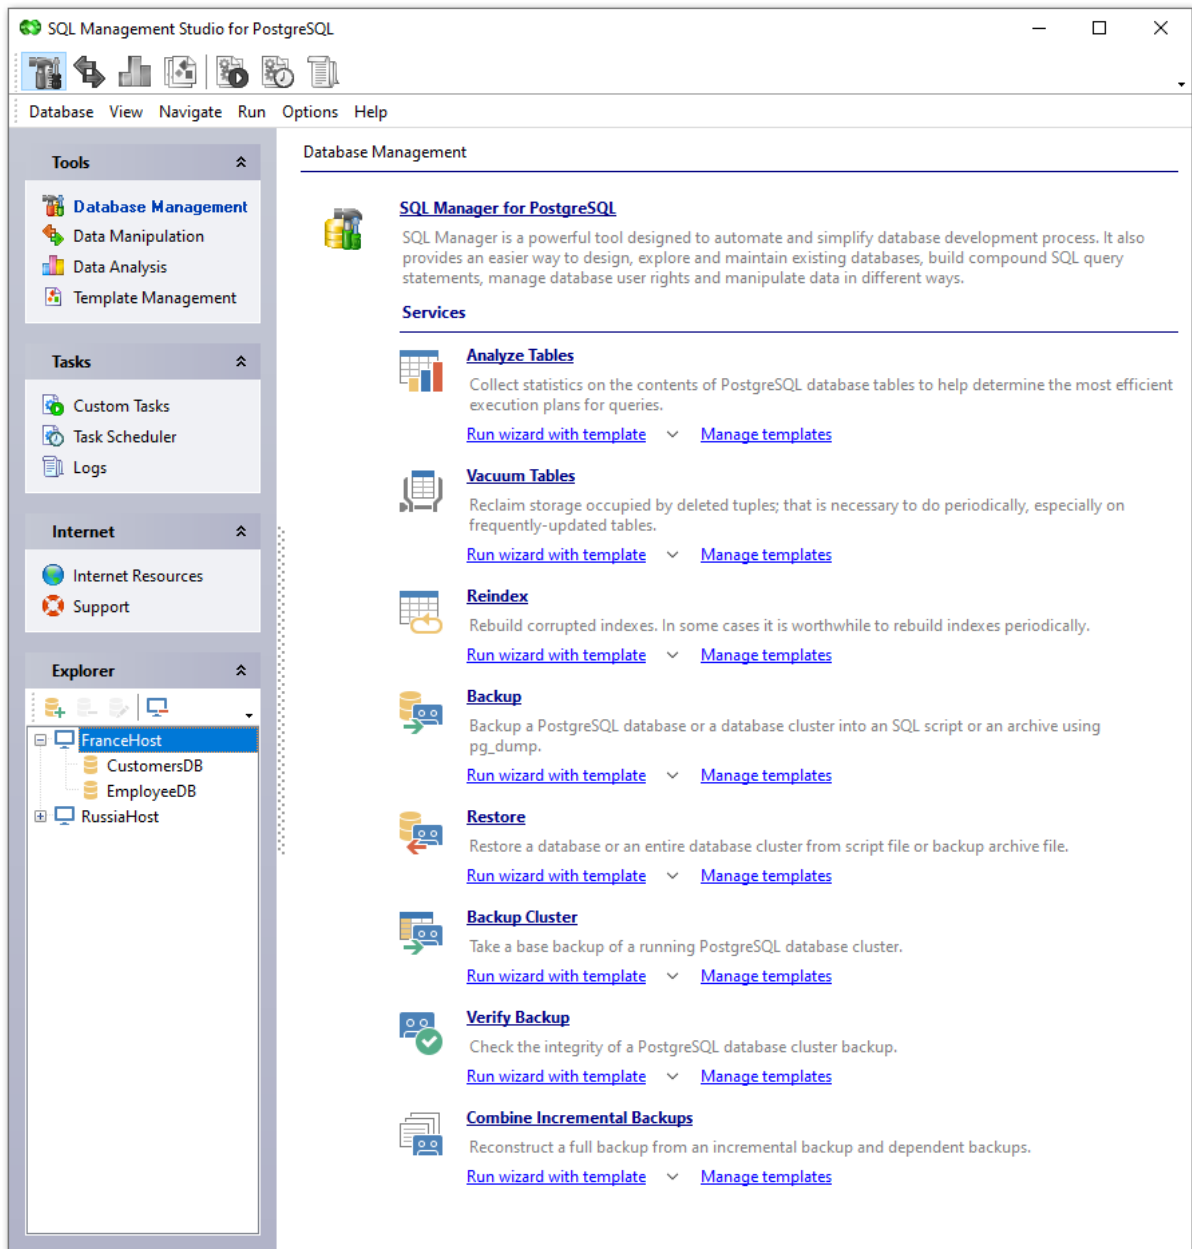 SQL Management Studio for PostgreSQL
Database View Navigate Run Options Help
Tools
Database Management
Data Manipulation
Data Analysis
Template Management
Tasks
Custom Tasks
Task Scheduler
Logs
Internet
Internet Resources
Support
Explorer
FranceHost
CustomersDB
EmployeeDB
RussiaHost
Database Management
SQL Manager for PostgreSQL
SQL Manager is a powerful tool designed to automate and simplify database development process. It also
provides an easier way to design, explore and maintain existing databases, build compound SQL query
statements, manage database user rights and manipulate data in different ways.
Services
Analyze Tables
Collect statistics on the contents of PostgreSQL database tables to help determine the most efficient
execution plans for queries.
Run wizard with template Manage templates
Vacuum Tables
Reclaim storage occupied by deleted tuples; that is necessary to do periodically, especially on
frequently-updated tables.
Run wizard with template Manage templates
Reindex
Rebuild corrupted indexes. In some cases it is worthwhile to rebuild indexes periodically.
Run wizard with template Manage templates
Backup
Backup a PostgreSQL database or a database cluster into an SQL script or an archive using
pg_dump.
Run wizard with template Manage templates
Restore
Restore a database or an entire database cluster from script file or backup archive file.
Run wizard with template Manage templates
Backup Cluster
Take a base backup of a running PostgreSQL database cluster.
Run wizard with template Manage templates
Verify Backup
Check the integrity of a PostgreSQL database cluster backup.
Run wizard with template Manage templates
Combine Incremental Backups
Reconstruct a full backup from an incremental backup and dependent backups.
Run wizard with template Manage templates